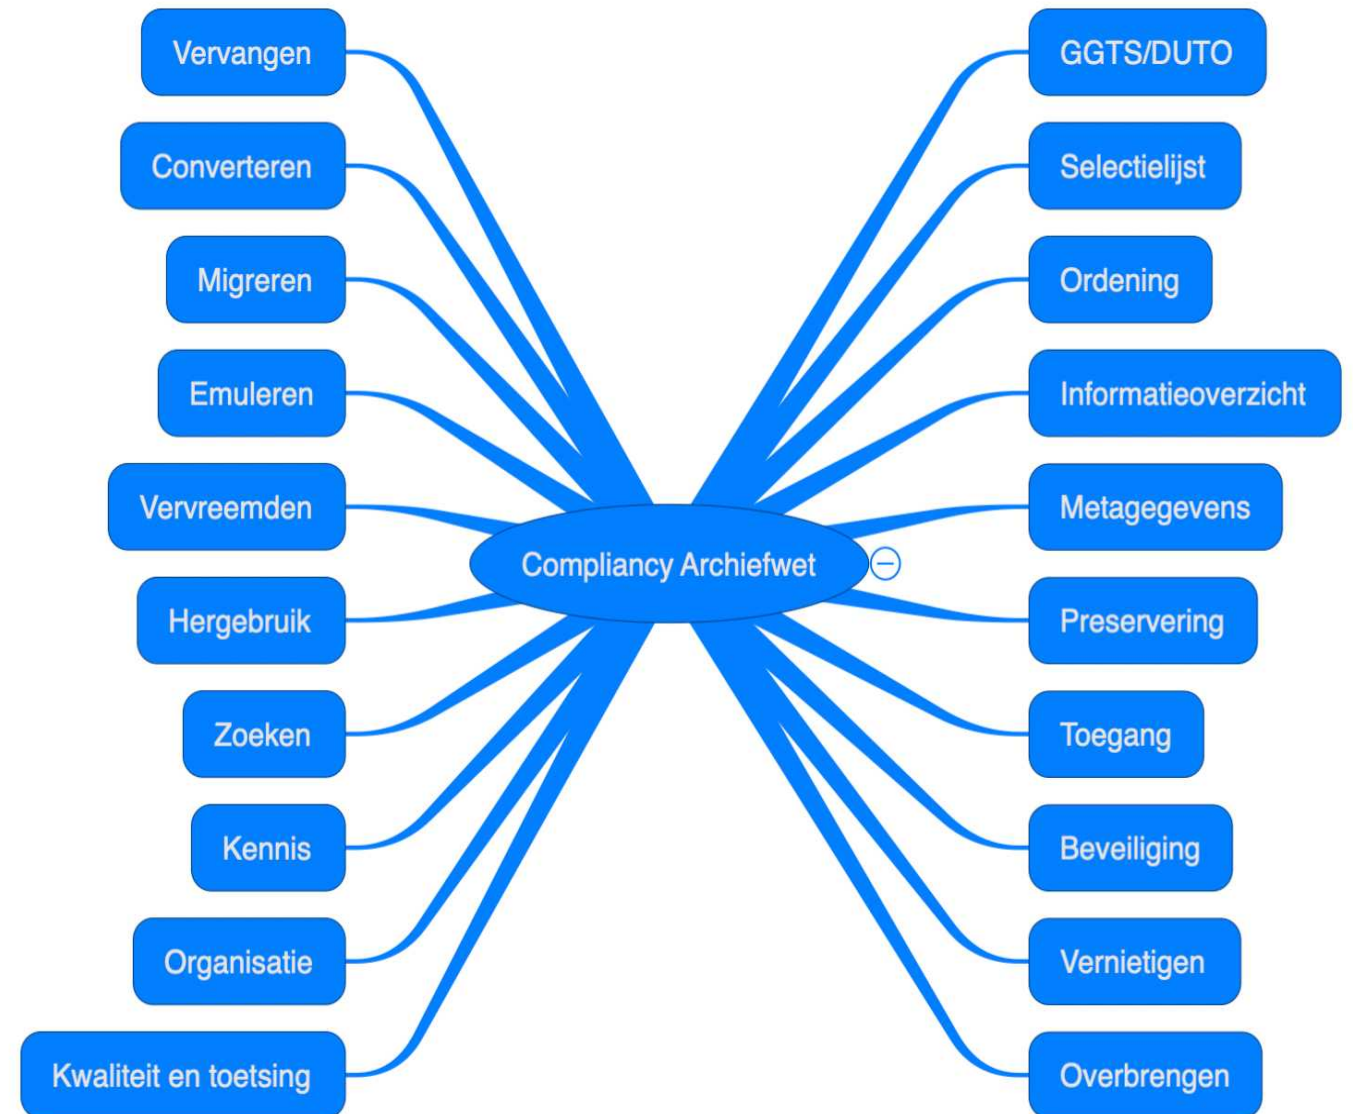 Vervangen
Converteren
Migreren
Emuleren
Vervreemden
Hergebruik
Zoeken
Kennis
Organisatie
Kwaliteit en toetsing
Compliancy Archiefwet
GGTS/DUTO
Selectielijst
Ordening
Informatieoverzicht
Metagegevens
Preservering
Toegang
Beveiliging
Vernietigen
Overbrengen